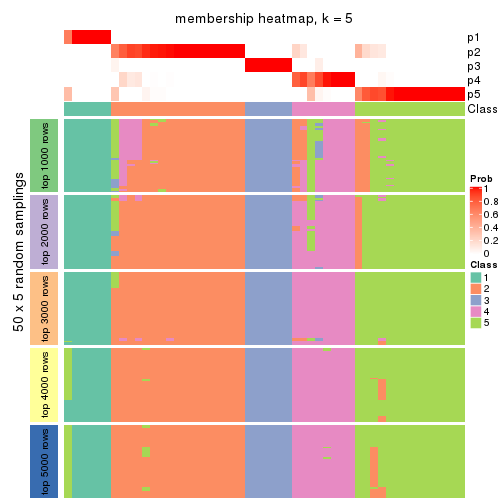 membership heatmap, k = 5
p1
p2
p3
p4
p5
Class
50 x 5 random samplings
top 1000 rows
top 2000 rows
top 3000 rows
top 4000 rows
top 5000 rows
Prob
1
0.8
0.6
0.4
0.2
0
Class
1
2
3
4
5